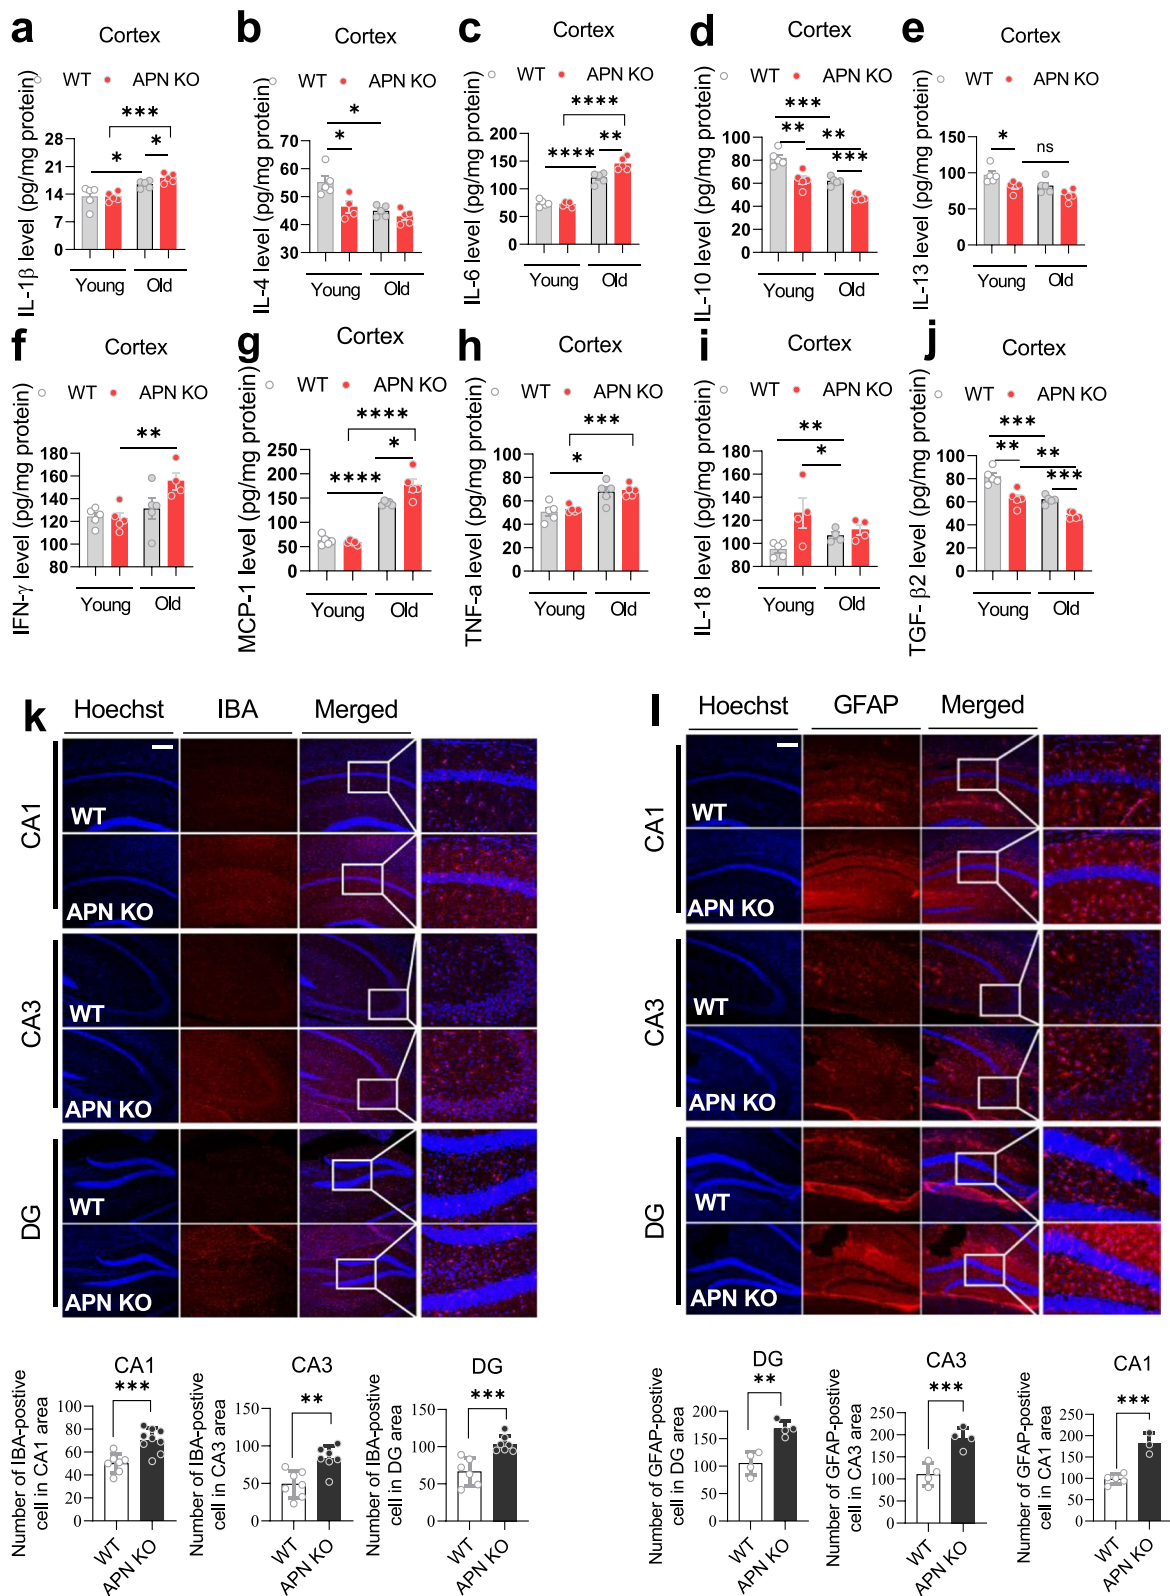 a
Cortex
WT APN KO
IL-1β level (pg/mg protein)
28
21
14
7
0
*
***
*
Young Old
b
Cortex
IL-4 level (pg/mg protein)
70
60
50
40
30
*
*
Young Old
c
Cortex
WT APN KO
IL-6 level (pg/mg protein)
200
150
100
50
0
****
**
****
Young Old
d
Cortex
IL-10 level (pg/mg protein)
100
80
60
40
20
0
***
**
**
***
Young Old
e
Cortex
WT APN KO
IL-13 level (pg/mg protein)
150
100
50
0
*
ns
Young Old
f
Cortex
WT APN KO
IFN-γ level (pg/mg protein)
180
160
140
120
100
80
**
Young Old
g
Cortex
MCP-1 level (pg/mg protein)
250
200
150
100
50
0
****
*
****
Young Old
h
Cortex
WT APN KO
TNF-a level (pg/mg protein)
100
80
60
40
20
0
***
*
Young Old
i
Cortex
IL-18 level (pg/mg protein)
180
160
140
120
100
80
**
*
Young Old
j
Cortex
WT APN KO
TGF- β2 level (pg/mg protein)
100
80
60
40
20
0
***
**
**
***
Young Old
k
Hoechst IBA Merged
CA1
WT
APN KO
CA3
WT
APN KO
DG
WT
APN KO
l
Hoechst GFAP Merged
CA1
WT
APN KO
CA3
WT
APN KO
DG
WT
APN KO
CA1
Number of IBA-postive
cell in CA1 area
100
80
60
40
20
0
***
WT
APN KO
CA3
Number of IBA-postive
cell in CA3 area
150
100
50
0
**
WT
APN KO
DG
Number of IBA-postive
cell in DG area
150
100
50
0
***
WT
APN KO
DG
Number of GFAP-postive
cell in DG area
200
150
100
50
0
**
WT
APN KO
CA3
Number of GFAP-postive
cell in CA3 area
250
200
150
100
50
0
***
WT
APN KO
CA1
Number of GFAP-postive
cell in CA1 area
250
200
150
100
50
0
***
WT
APN KO